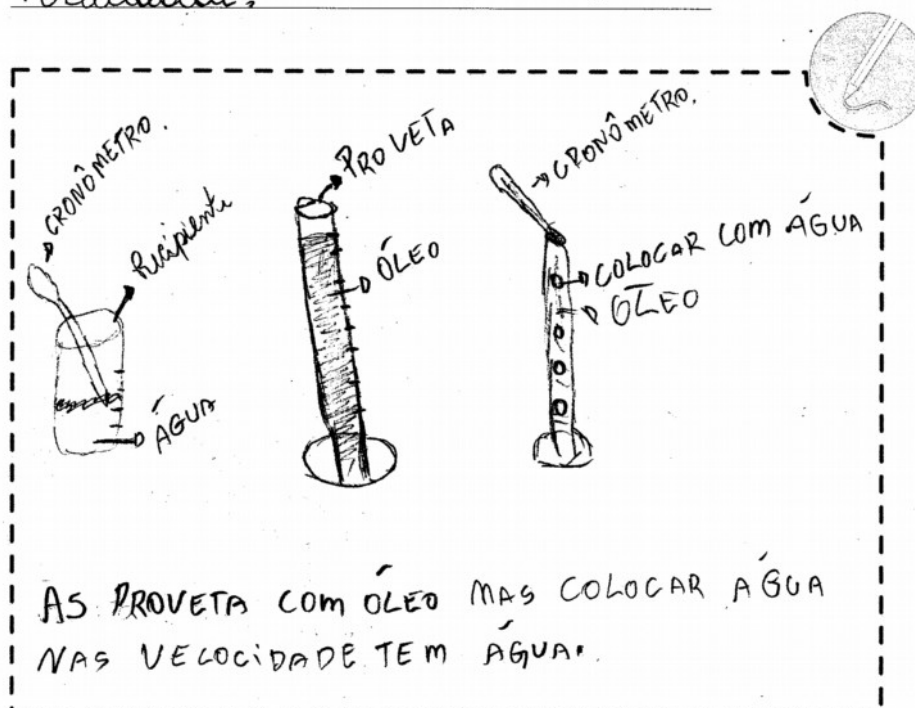 CRONÔMETRO.
Recipiente
ÁGUA
PROVETA
ÓLEO
CRONÔMETRO.
COLOCAR COM ÁGUA
ÓLEO
AS PROVETA COM ÓLEO MAS COLOCAR AGUA
NAS VELOCIDADE TEM ÁGUA.